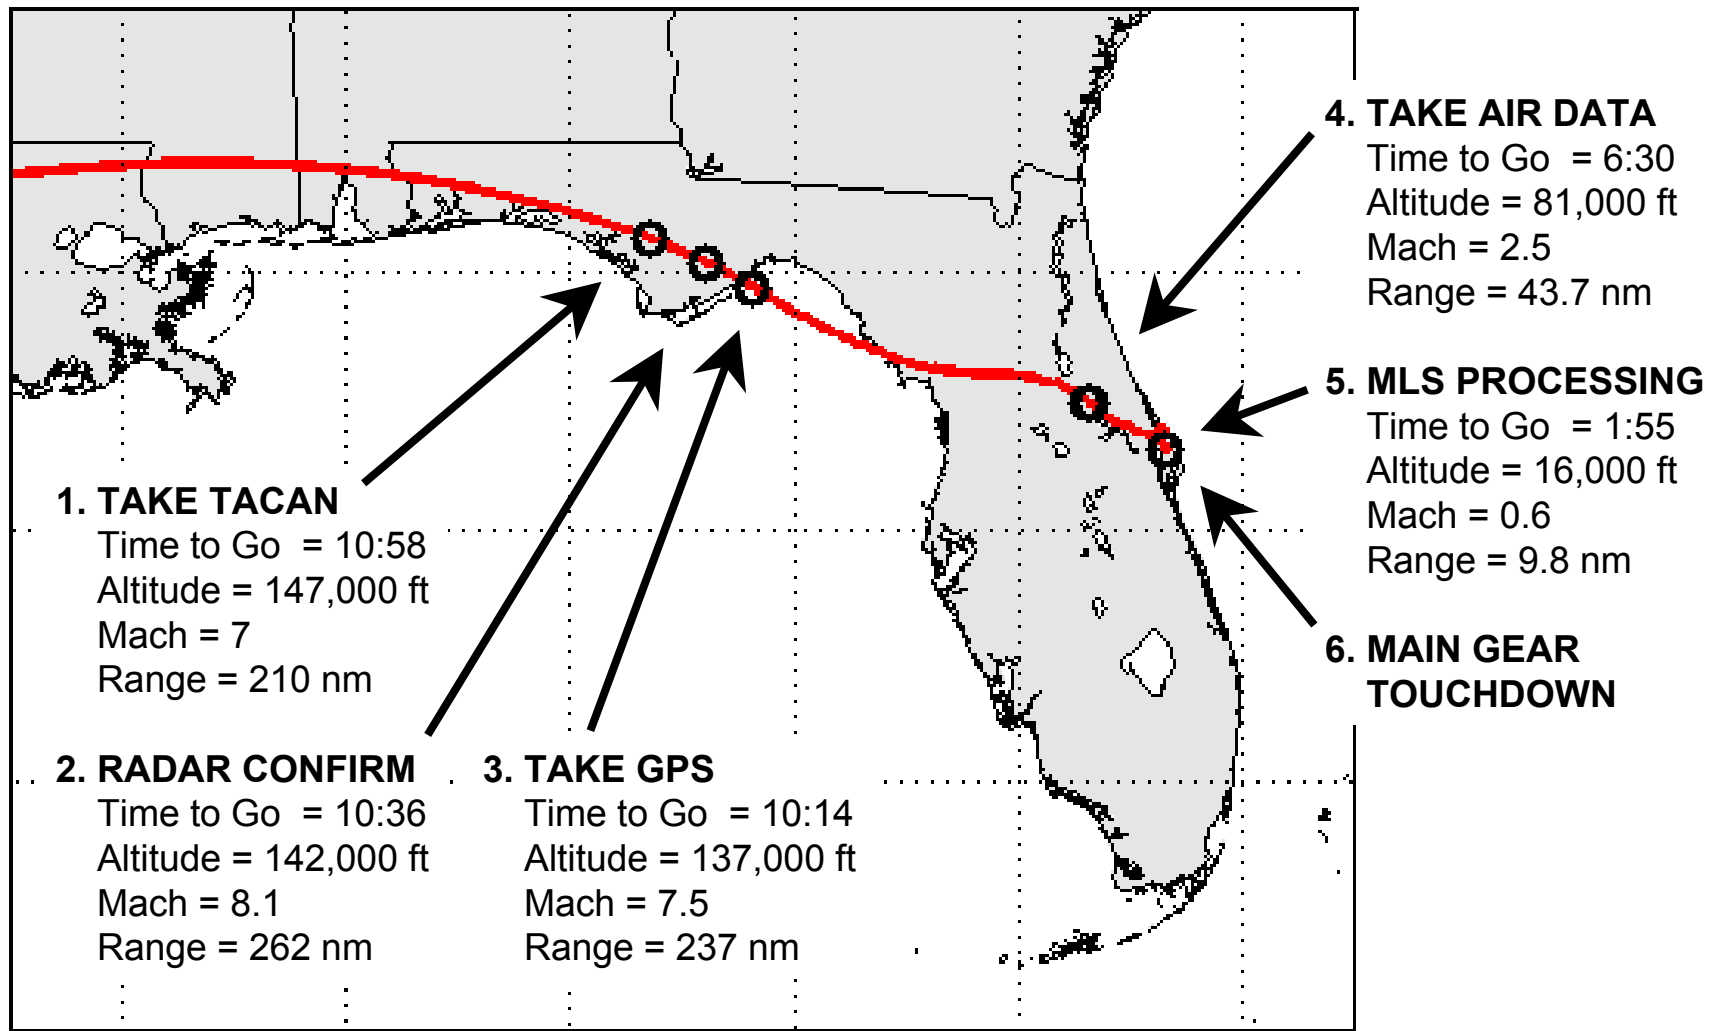 1. TAKE TACAN
Time to Go = 10:58
Altitude = 147,000 ft
Mach = 7
Range = 210 nm
2. RADAR CONFIRM
Time to Go = 10:36
Altitude = 142,000 ft
Mach = 8.1
Range = 262 nm
3. TAKE GPS
Time to Go = 10:14
Altitude = 137,000 ft
Mach = 7.5
Range = 237 nm
4. TAKE AIR DATA
Time to Go = 6:30
Altitude = 81,000 ft
Mach = 2.5
Range = 43.7 nm
5. MLS PROCESSING
Time to Go = 1:55
Altitude = 16,000 ft
Mach = 0.6
Range = 9.8 nm
6. MAIN GEAR
TOUCHDOWN